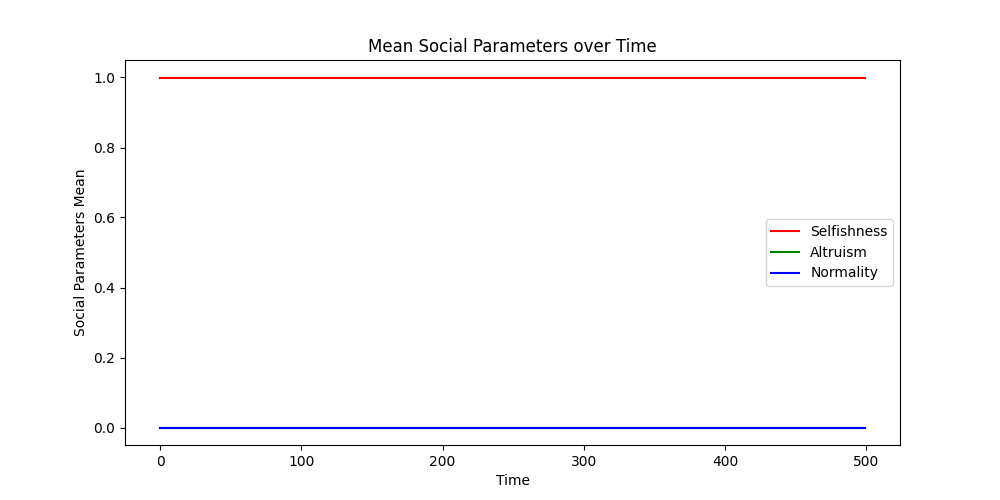 Mean Social Parameters over Time
Social Parameters Mean
1.0
0.8
0.6
0.4
0.2
0.0
0
100
200
300
400
500
Time
Selfishness
Altruism
Normality